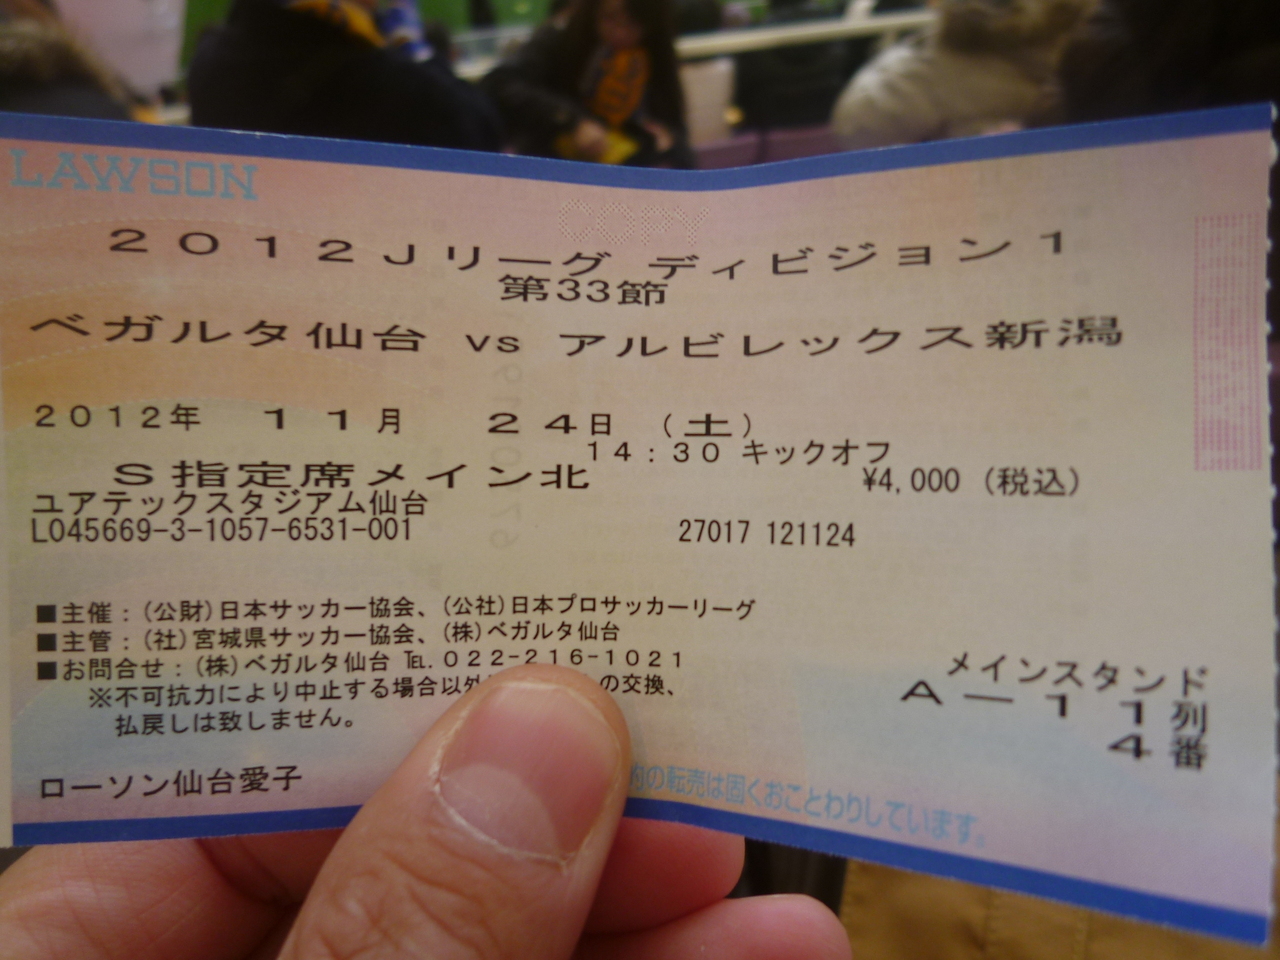 LAWSON
COPY
2012Jリーグ ディビジョン1
第33節
ベガルタ仙台 vs アルビレックス新潟
2012年 11月 24日 (土)
14:30 キックオフ
S指定席メイン北 ¥4,000 (税込)
ユアテックスタジアム仙台
L045669-3-1057-6531-001 27017 121124
■主催:(公財)日本サッカー協会、(公社)日本プロサッカーリーグ
■主管:(社)宮城県サッカー協会、(株)ベガルタ仙台
■お問合せ:(株)ベガルタ仙台 ℡.022-216-1021
※不可抗力により中止する場合以外 の交換、
払戻しは致しません。
メインスタンド
A-11列
4番
ローソン仙台愛子
的の転売は固くおことわりしています。